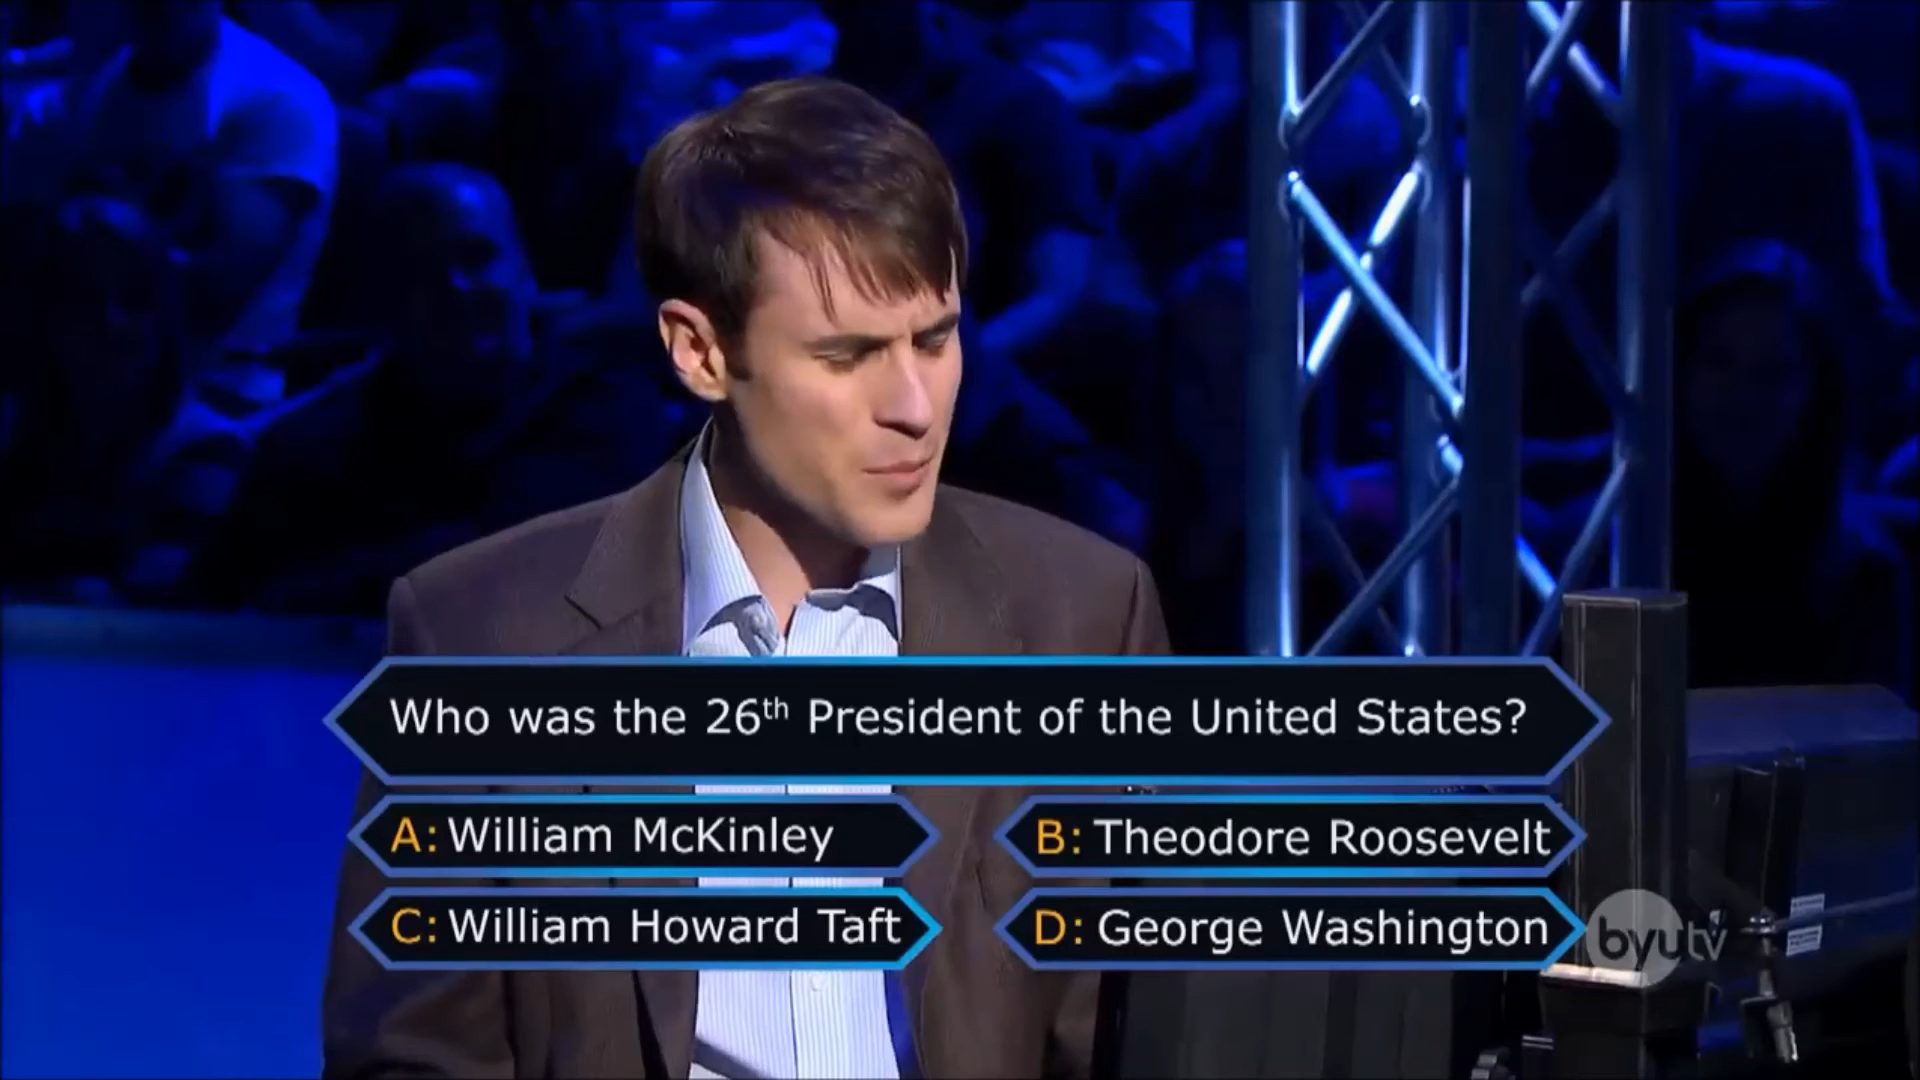 Who was the 26th President of the United States?
A: William McKinley
B: Theodore Roosevelt
C: William Howard Taft
D: George Washington
byutv